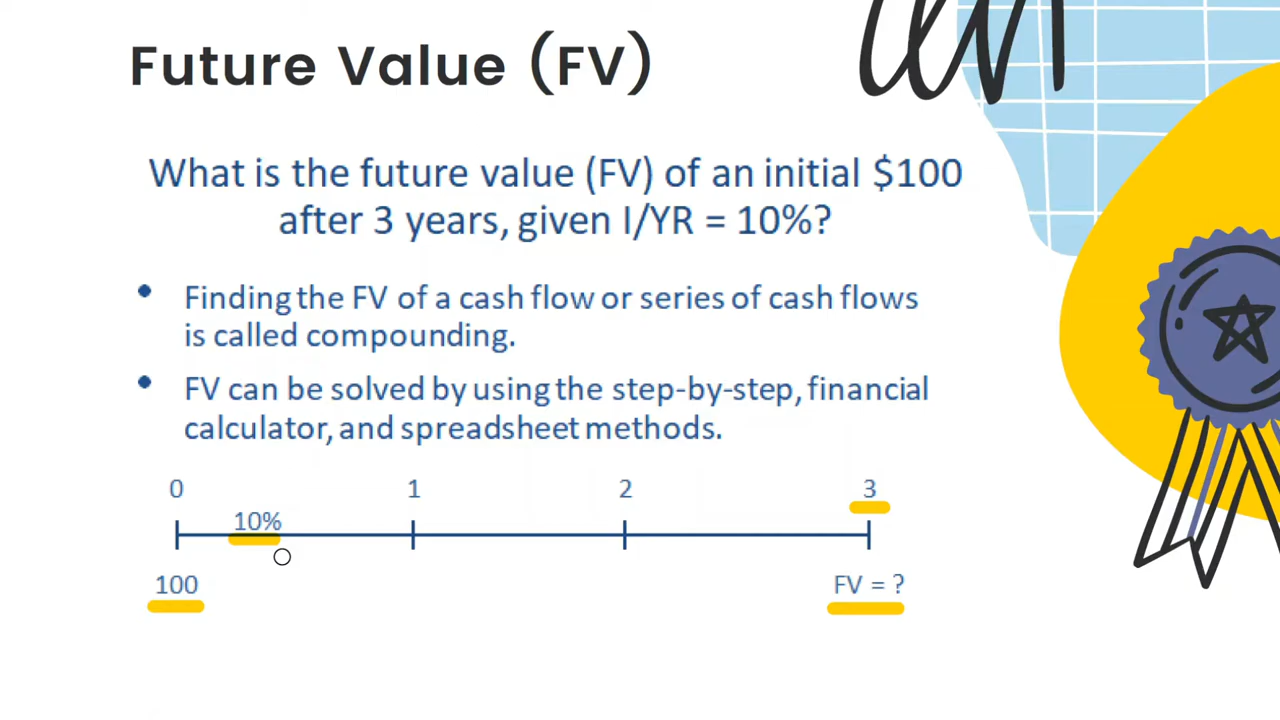 Future Value (FV)
What is the future value (FV) of an initial $100
after 3 years, given I/YR = 10%?
• Finding the FV of a cash flow or series of cash flows
is called compounding.
• FV can be solved by using the step-by-step, financial
calculator, and spreadsheet methods.
0 1 2 3
10%
100 FV = ?